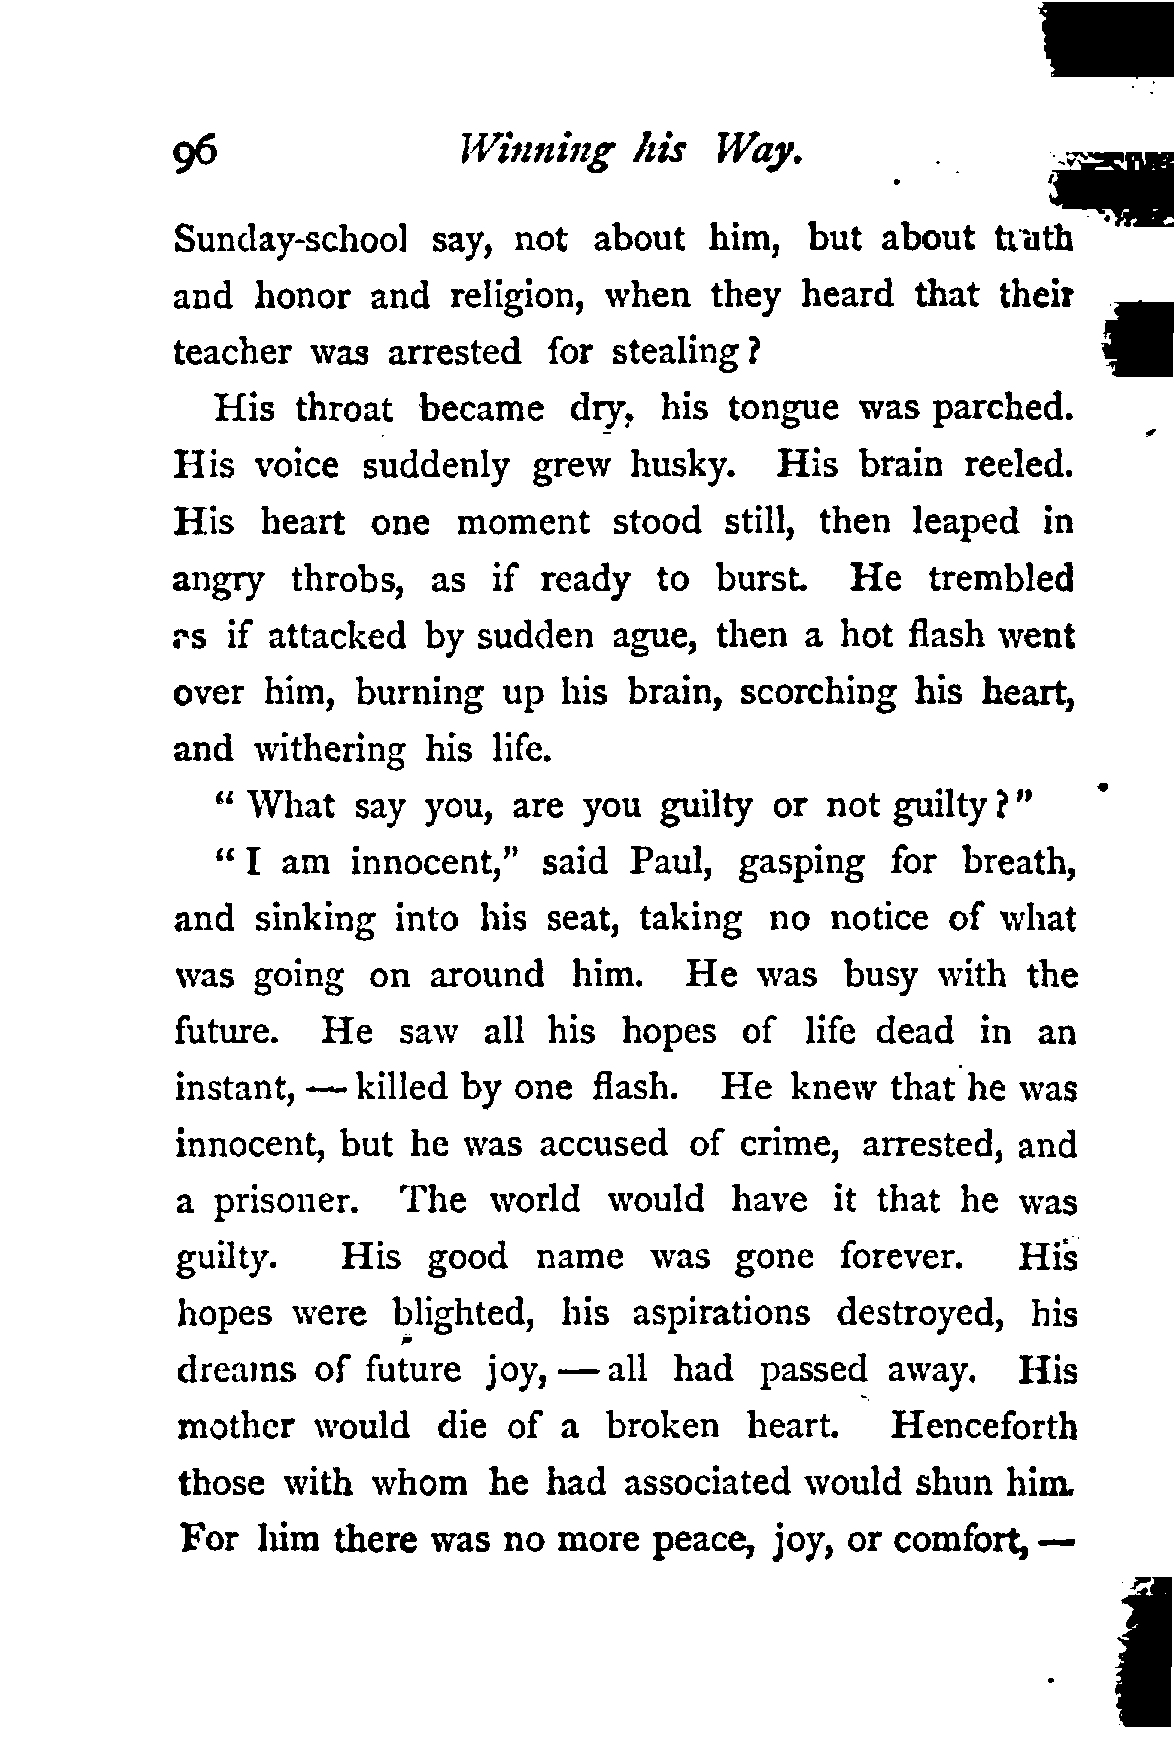 96 Winning his Way.
Sunday-school say, not about him, but about truth
and honor and religion, when they heard that their
teacher was arrested for stealing?
His throat became dry, his tongue was parched.
His voice suddenly grew husky. His brain reeled.
His heart one moment stood still, then leaped in
angry throbs, as if ready to burst. He trembled
as if attacked by sudden ague, then a hot flash went
over him, burning up his brain, scorching his heart,
and withering his life.
"What say you, are you guilty or not guilty?"
"I am innocent," said Paul, gasping for breath,
and sinking into his seat, taking no notice of what
was going on around him. He was busy with the
future. He saw all his hopes of life dead in an
instant, — killed by one flash. He knew that he was
innocent, but he was accused of crime, arrested, and
a prisoner. The world would have it that he was
guilty. His good name was gone forever. His
hopes were blighted, his aspirations destroyed, his
dreams of future joy, — all had passed away. His
mother would die of a broken heart. Henceforth
those with whom he had associated would shun him.
For him there was no more peace, joy, or comfort, —